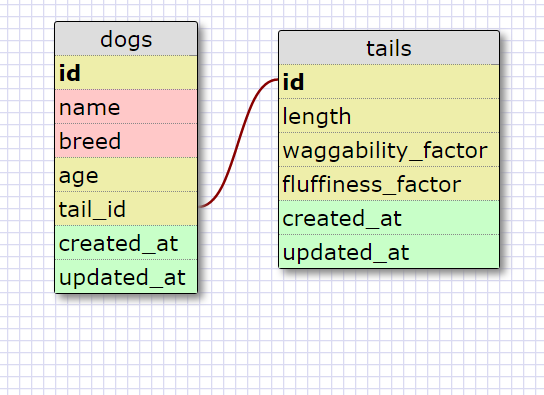 dogs
id
name
breed
age
tail_id
created_at
updated_at
tails
id
length
waggability_factor
fluffiness_factor
created_at
updated_at